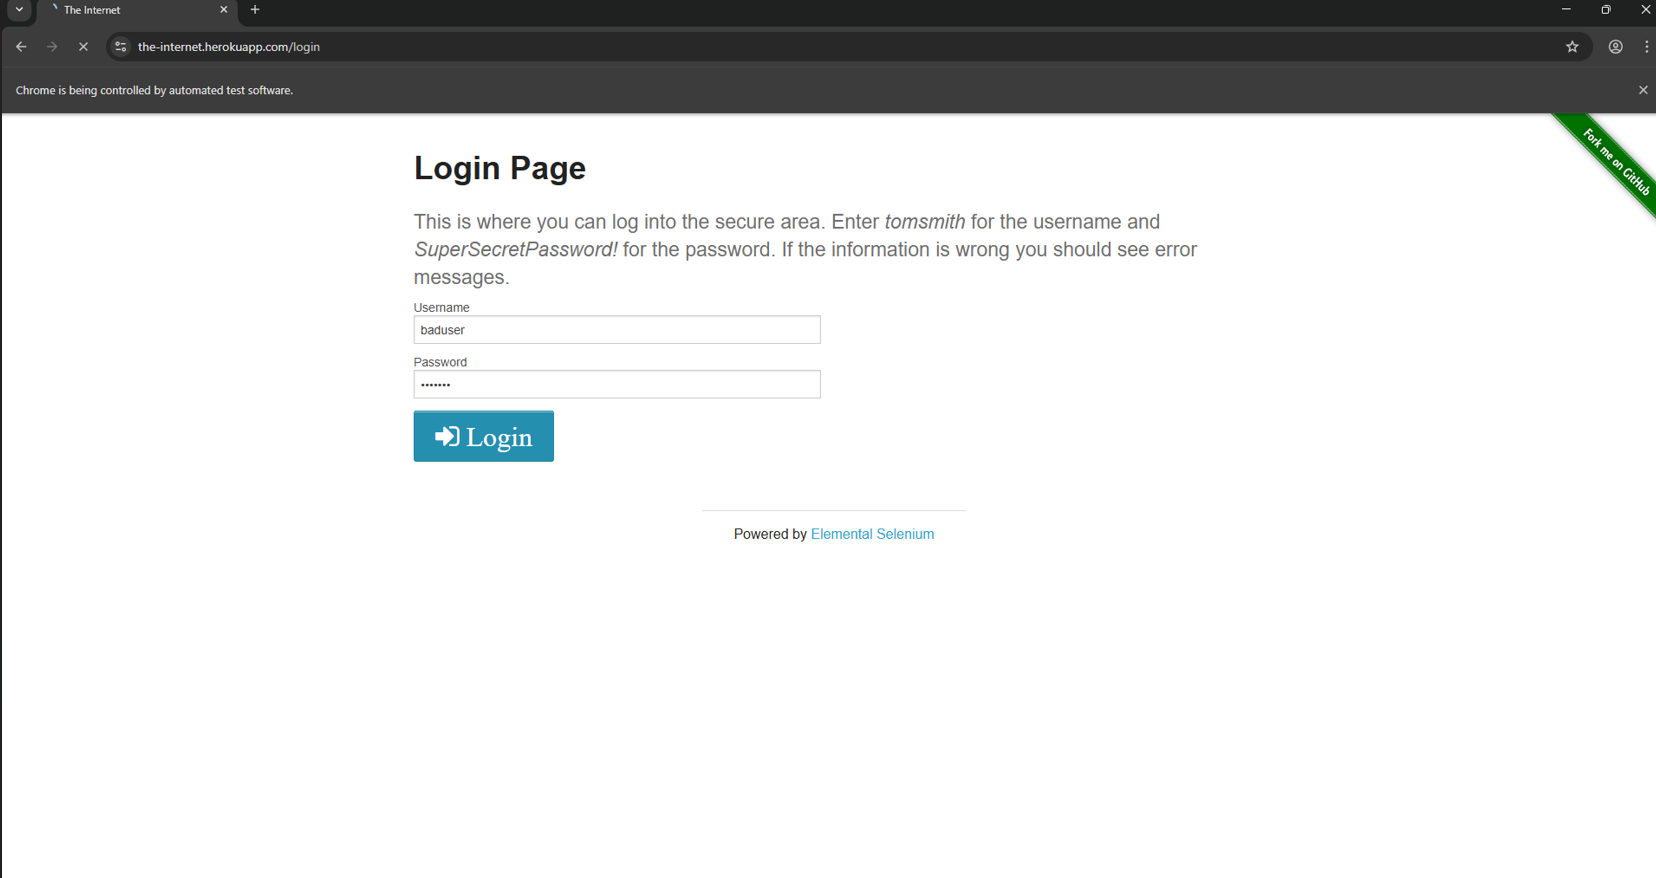 The Internet
the-internet.herokuapp.com/login
Chrome is being controlled by automated test software.
Fork me on GitHub
Login Page
This is where you can log into the secure area. Enter tomsmith for the username and
SuperSecretPassword! for the password. If the information is wrong you should see error
messages.
Username
baduser
Password
•••••••
Login
Powered by Elemental Selenium